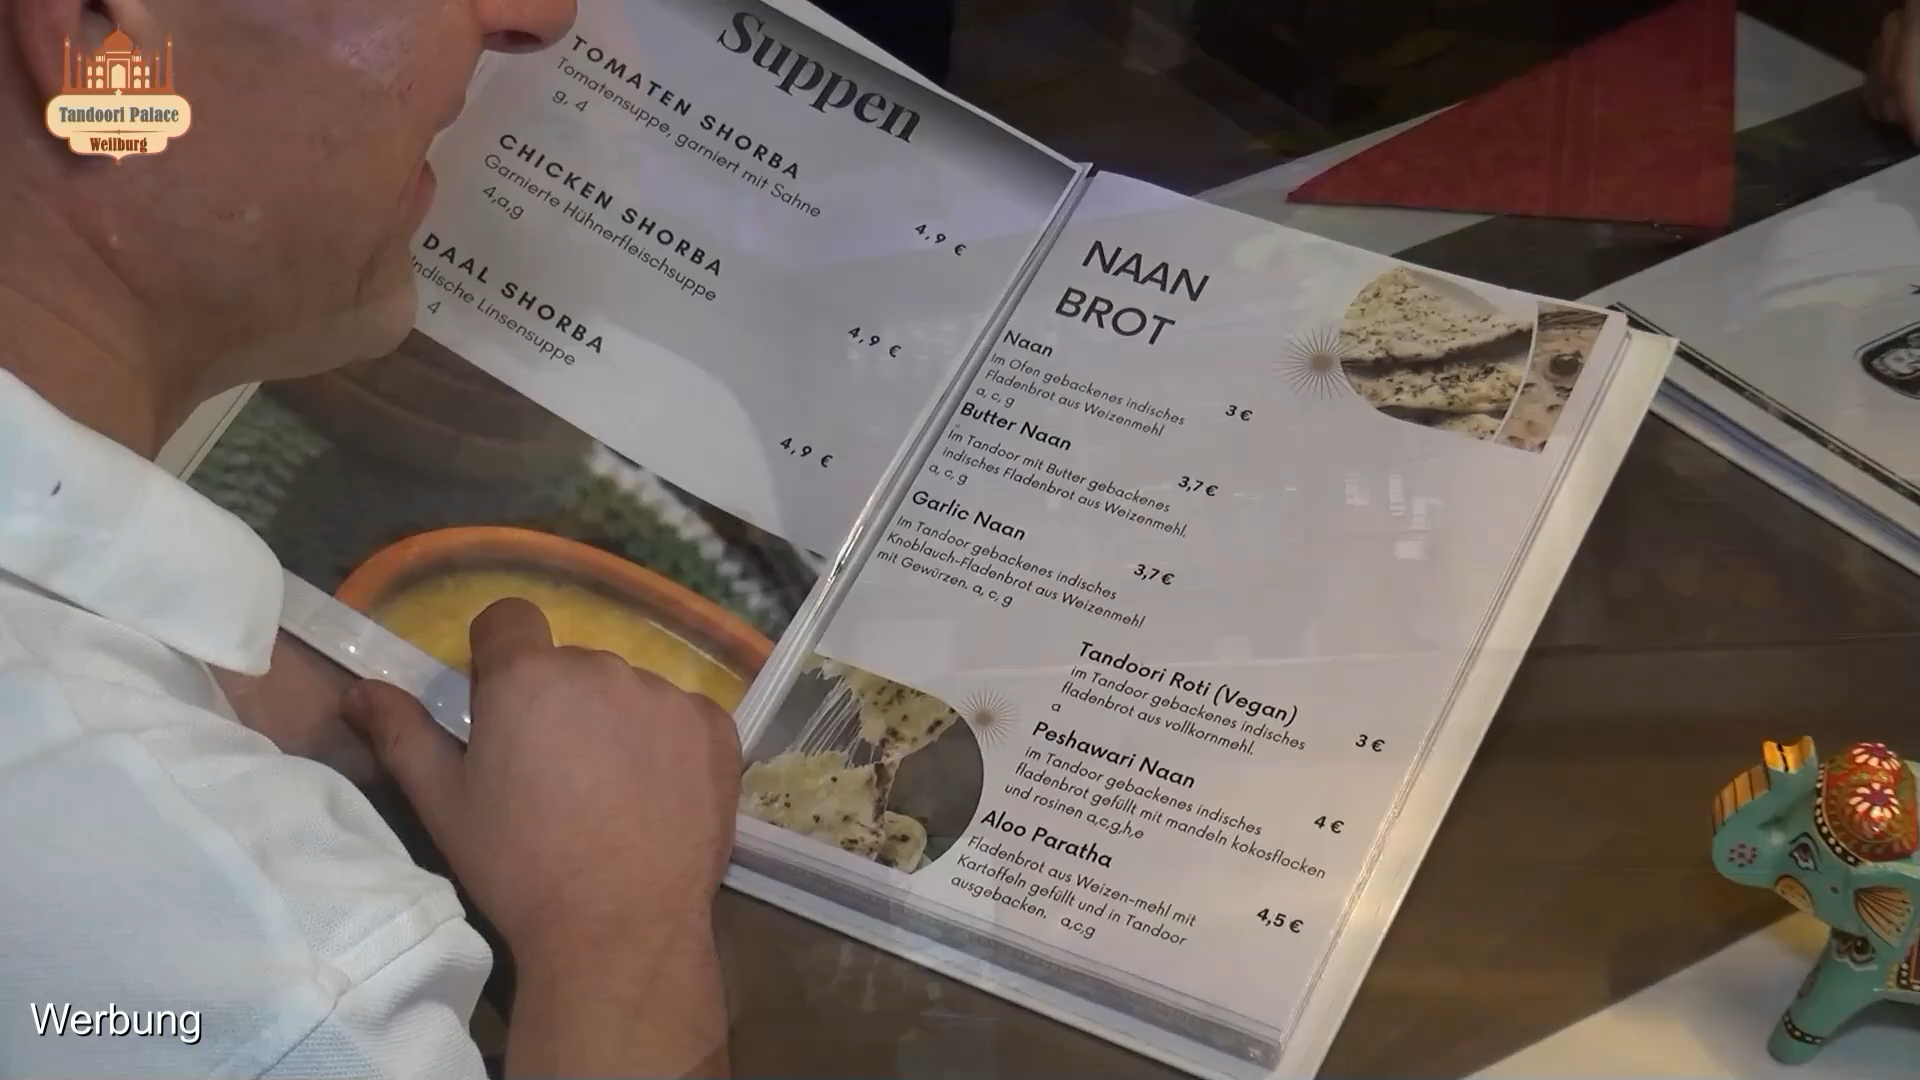 Tandoori Palace
Weilburg
Suppen
TOMATEN SHORBA
Tomatensuppe, garniert mit Sahne
g, 4
4,9 €
CHICKEN SHORBA
Garnierte Hühnerfleischsuppe
4,a,g
4,9 €
DAAL SHORBA
Indische Linsensuppe
4
4,9 €
NAAN
BROT
Naan
Im Ofen gebackenes indisches
Fladenbrot aus Weizenmehl
a, c, g
3 €
Butter Naan
Im Tandoor mit Butter gebackenes
indisches Fladenbrot aus Weizenmehl.
a, c, g
3,7 €
Garlic Naan
Im Tandoor gebackenes indisches
Knoblauch-Fladenbrot aus Weizenmehl
mit Gewürzen. a, c, g
3,7 €
Tandoori Roti (Vegan)
im Tandoor gebackenes indisches
fladenbrot aus vollkornmehl.
a
3 €
Peshawari Naan
im Tandoor gebackenes indisches
fladenbrot gefüllt mit mandeln kokosflocken
und rosinen a,c,g,h,e
4 €
Aloo Paratha
Fladenbrot aus Weizen-mehl mit
Kartoffeln gefüllt und in Tandoor
ausgebacken. a,c,g
4,5 €
Werbung